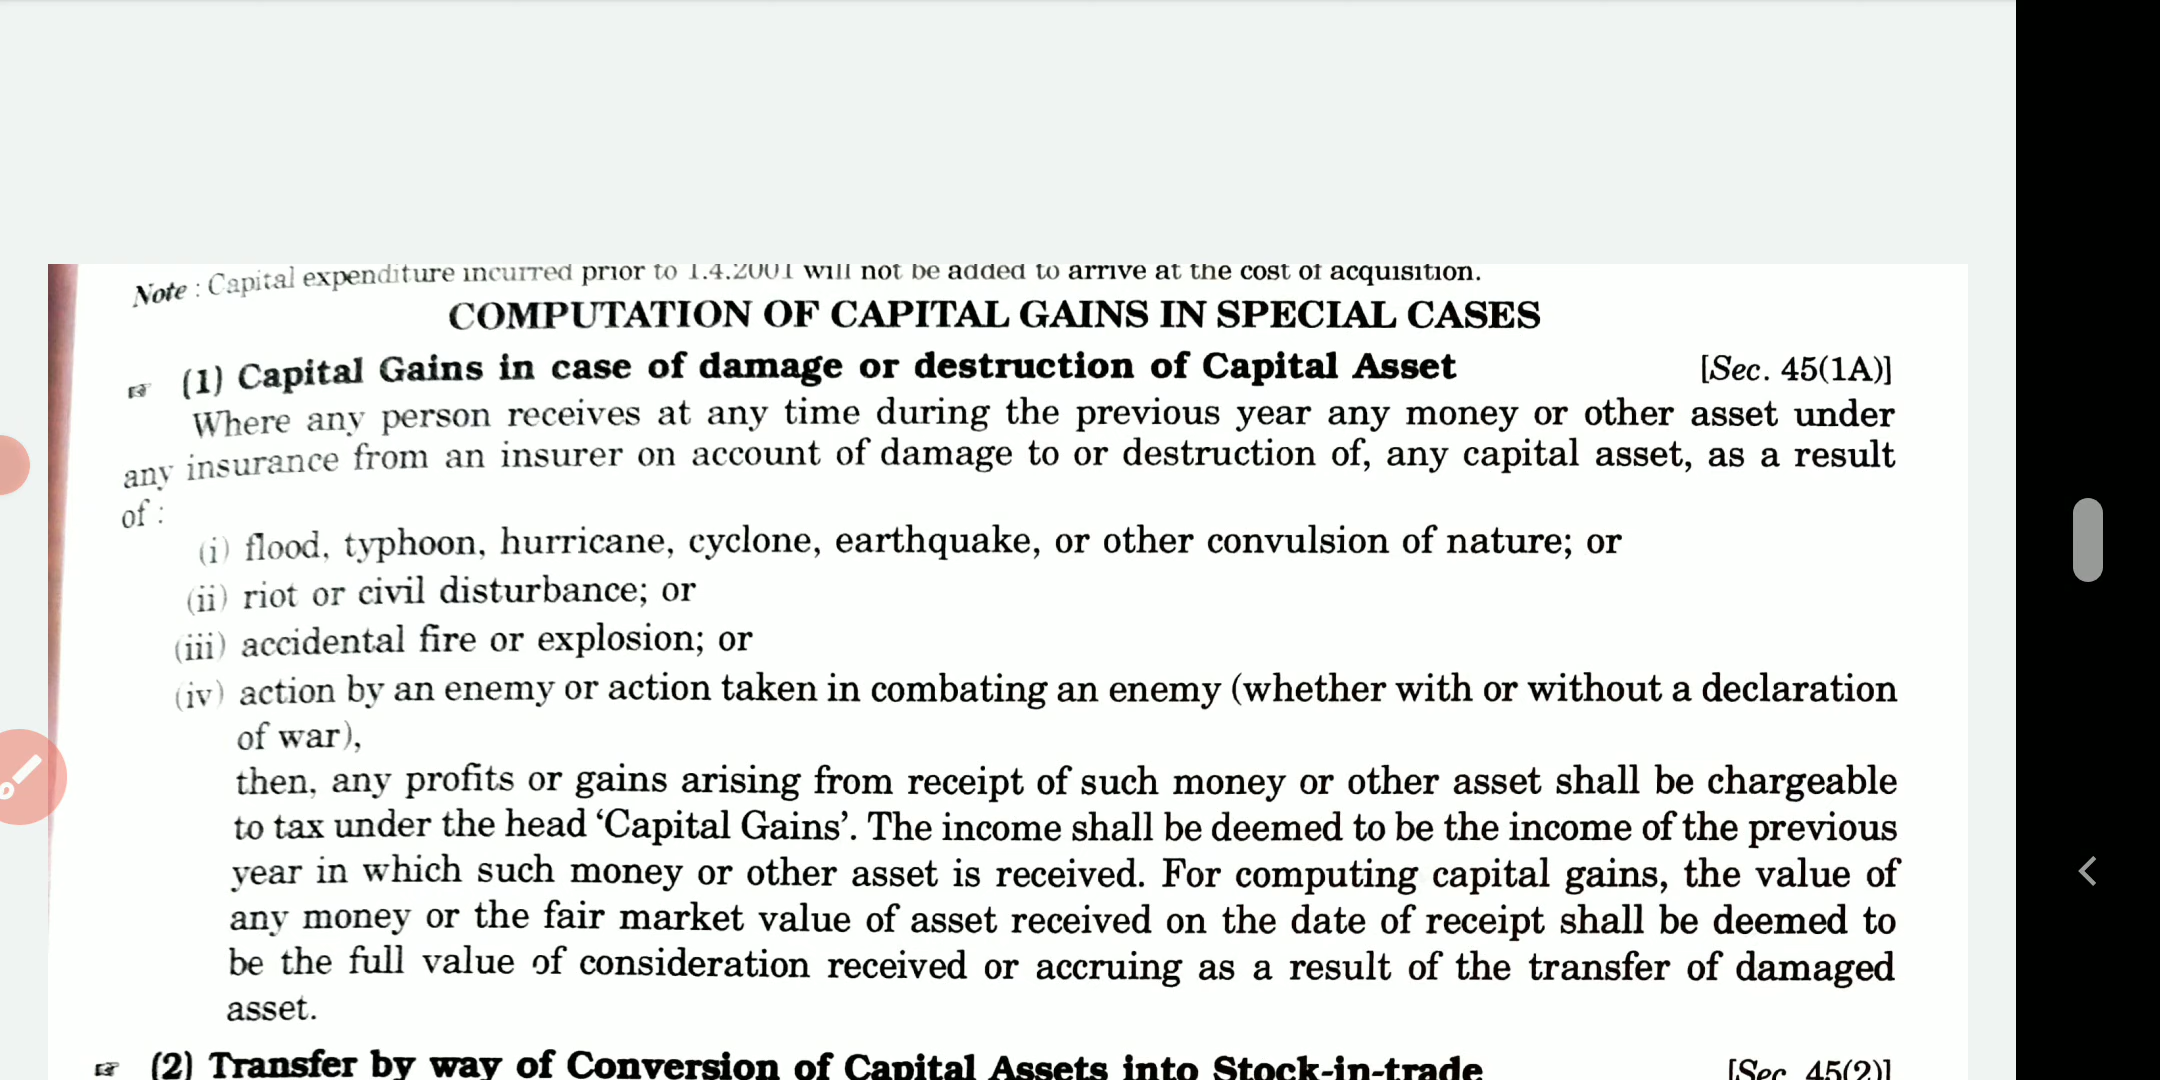 Note : Capital expenditure incurred prior to 1.4.2001 will not be added to arrive at the cost of acquisition.
COMPUTATION OF CAPITAL GAINS IN SPECIAL CASES
☞ (1) Capital Gains in case of damage or destruction of Capital Asset [Sec. 45(1A)]
Where any person receives at any time during the previous year any money or other asset under
any insurance from an insurer on account of damage to or destruction of, any capital asset, as a result
of :
(i) flood, typhoon, hurricane, cyclone, earthquake, or other convulsion of nature; or
(ii) riot or civil disturbance; or
(iii) accidental fire or explosion; or
(iv) action by an enemy or action taken in combating an enemy (whether with or without a declaration
of war),
then, any profits or gains arising from receipt of such money or other asset shall be chargeable
to tax under the head ‘Capital Gains’. The income shall be deemed to be the income of the previous
year in which such money or other asset is received. For computing capital gains, the value of
any money or the fair market value of asset received on the date of receipt shall be deemed to
be the full value of consideration received or accruing as a result of the transfer of damaged
asset.
☞ (2) Transfer by way of Conversion of Capital Assets into Stock-in-trade [Sec. 45(2)]